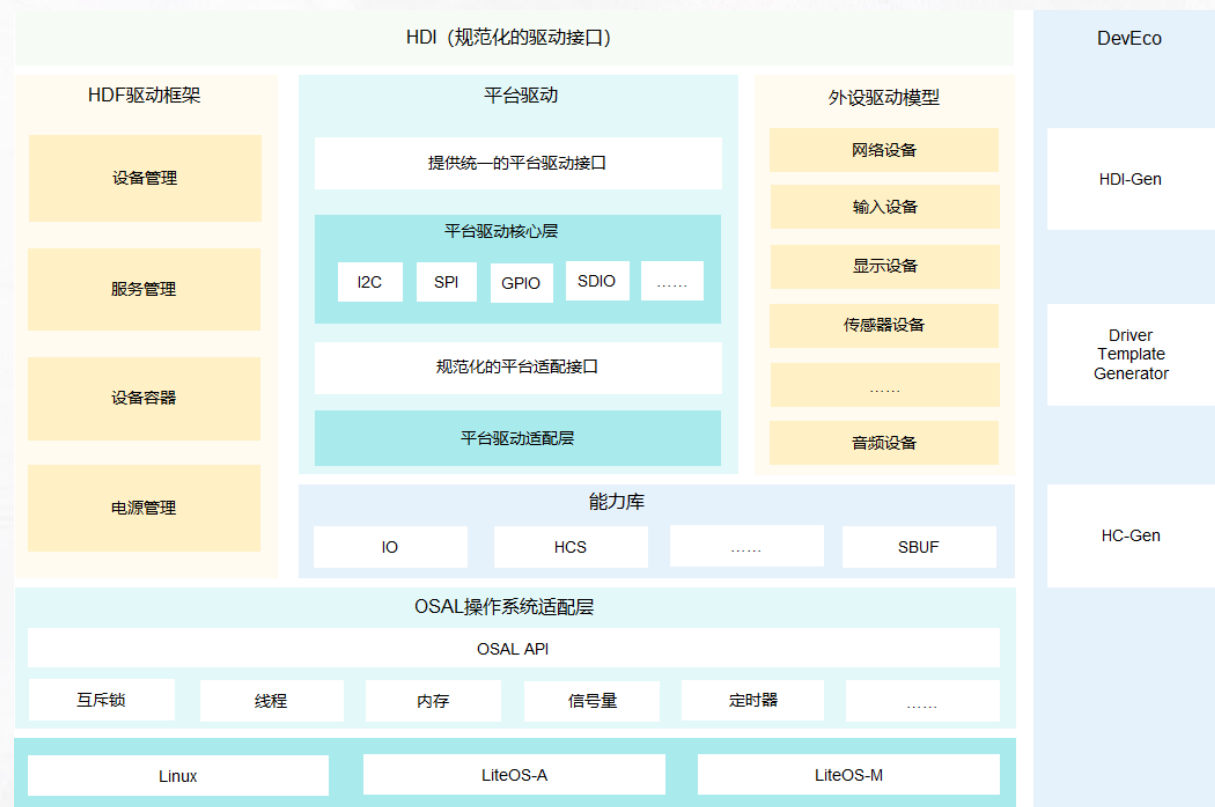 HDI（规范化的驱动接口）
HDF驱动框架
设备管理
服务管理
设备容器
电源管理
平台驱动
提供统一的平台驱动接口
平台驱动核心层
I2C
SPI
GPIO
SDIO
……
规范化的平台适配接口
平台驱动适配层
外设驱动模型
网络设备
输入设备
显示设备
传感器设备
……
音频设备
能力库
IO
HCS
……
SBUF
OSAL操作系统适配层
OSAL API
互斥锁
线程
内存
信号量
定时器
……
Linux
LiteOS-A
LiteOS-M
DevEco
HDI-Gen
Driver
Template
Generator
HC-Gen